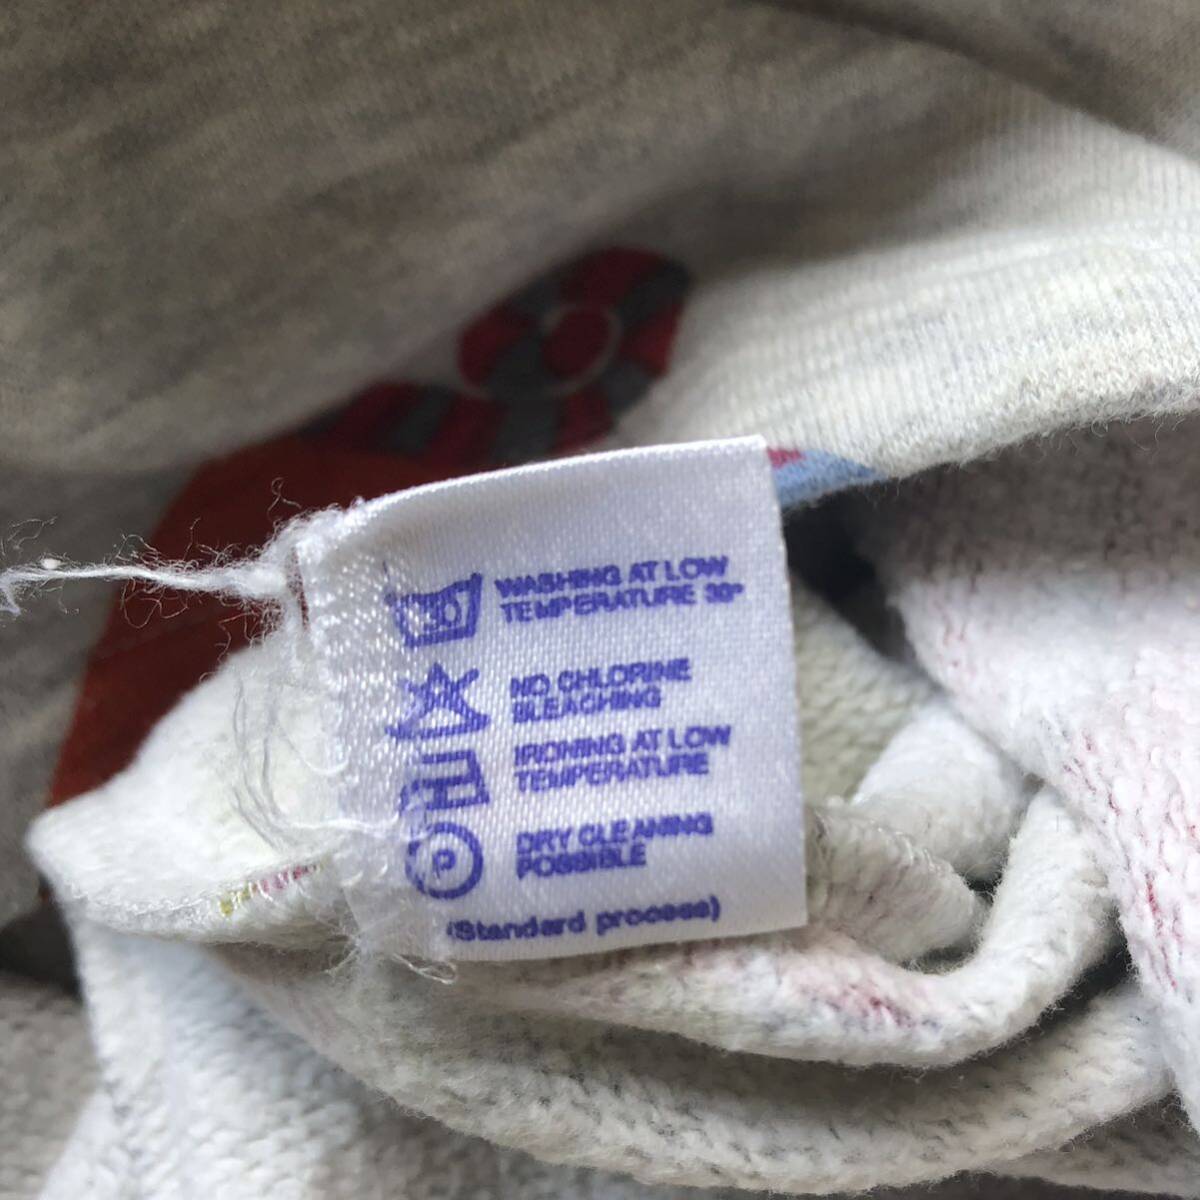 30 WASHING AT LOW
TEMPERATURE 30°
NO CHLORINE
BLEACHING
IRONING AT LOW
TEMPERATURE
P DRY CLEANING
POSSIBLE
(Standard process)